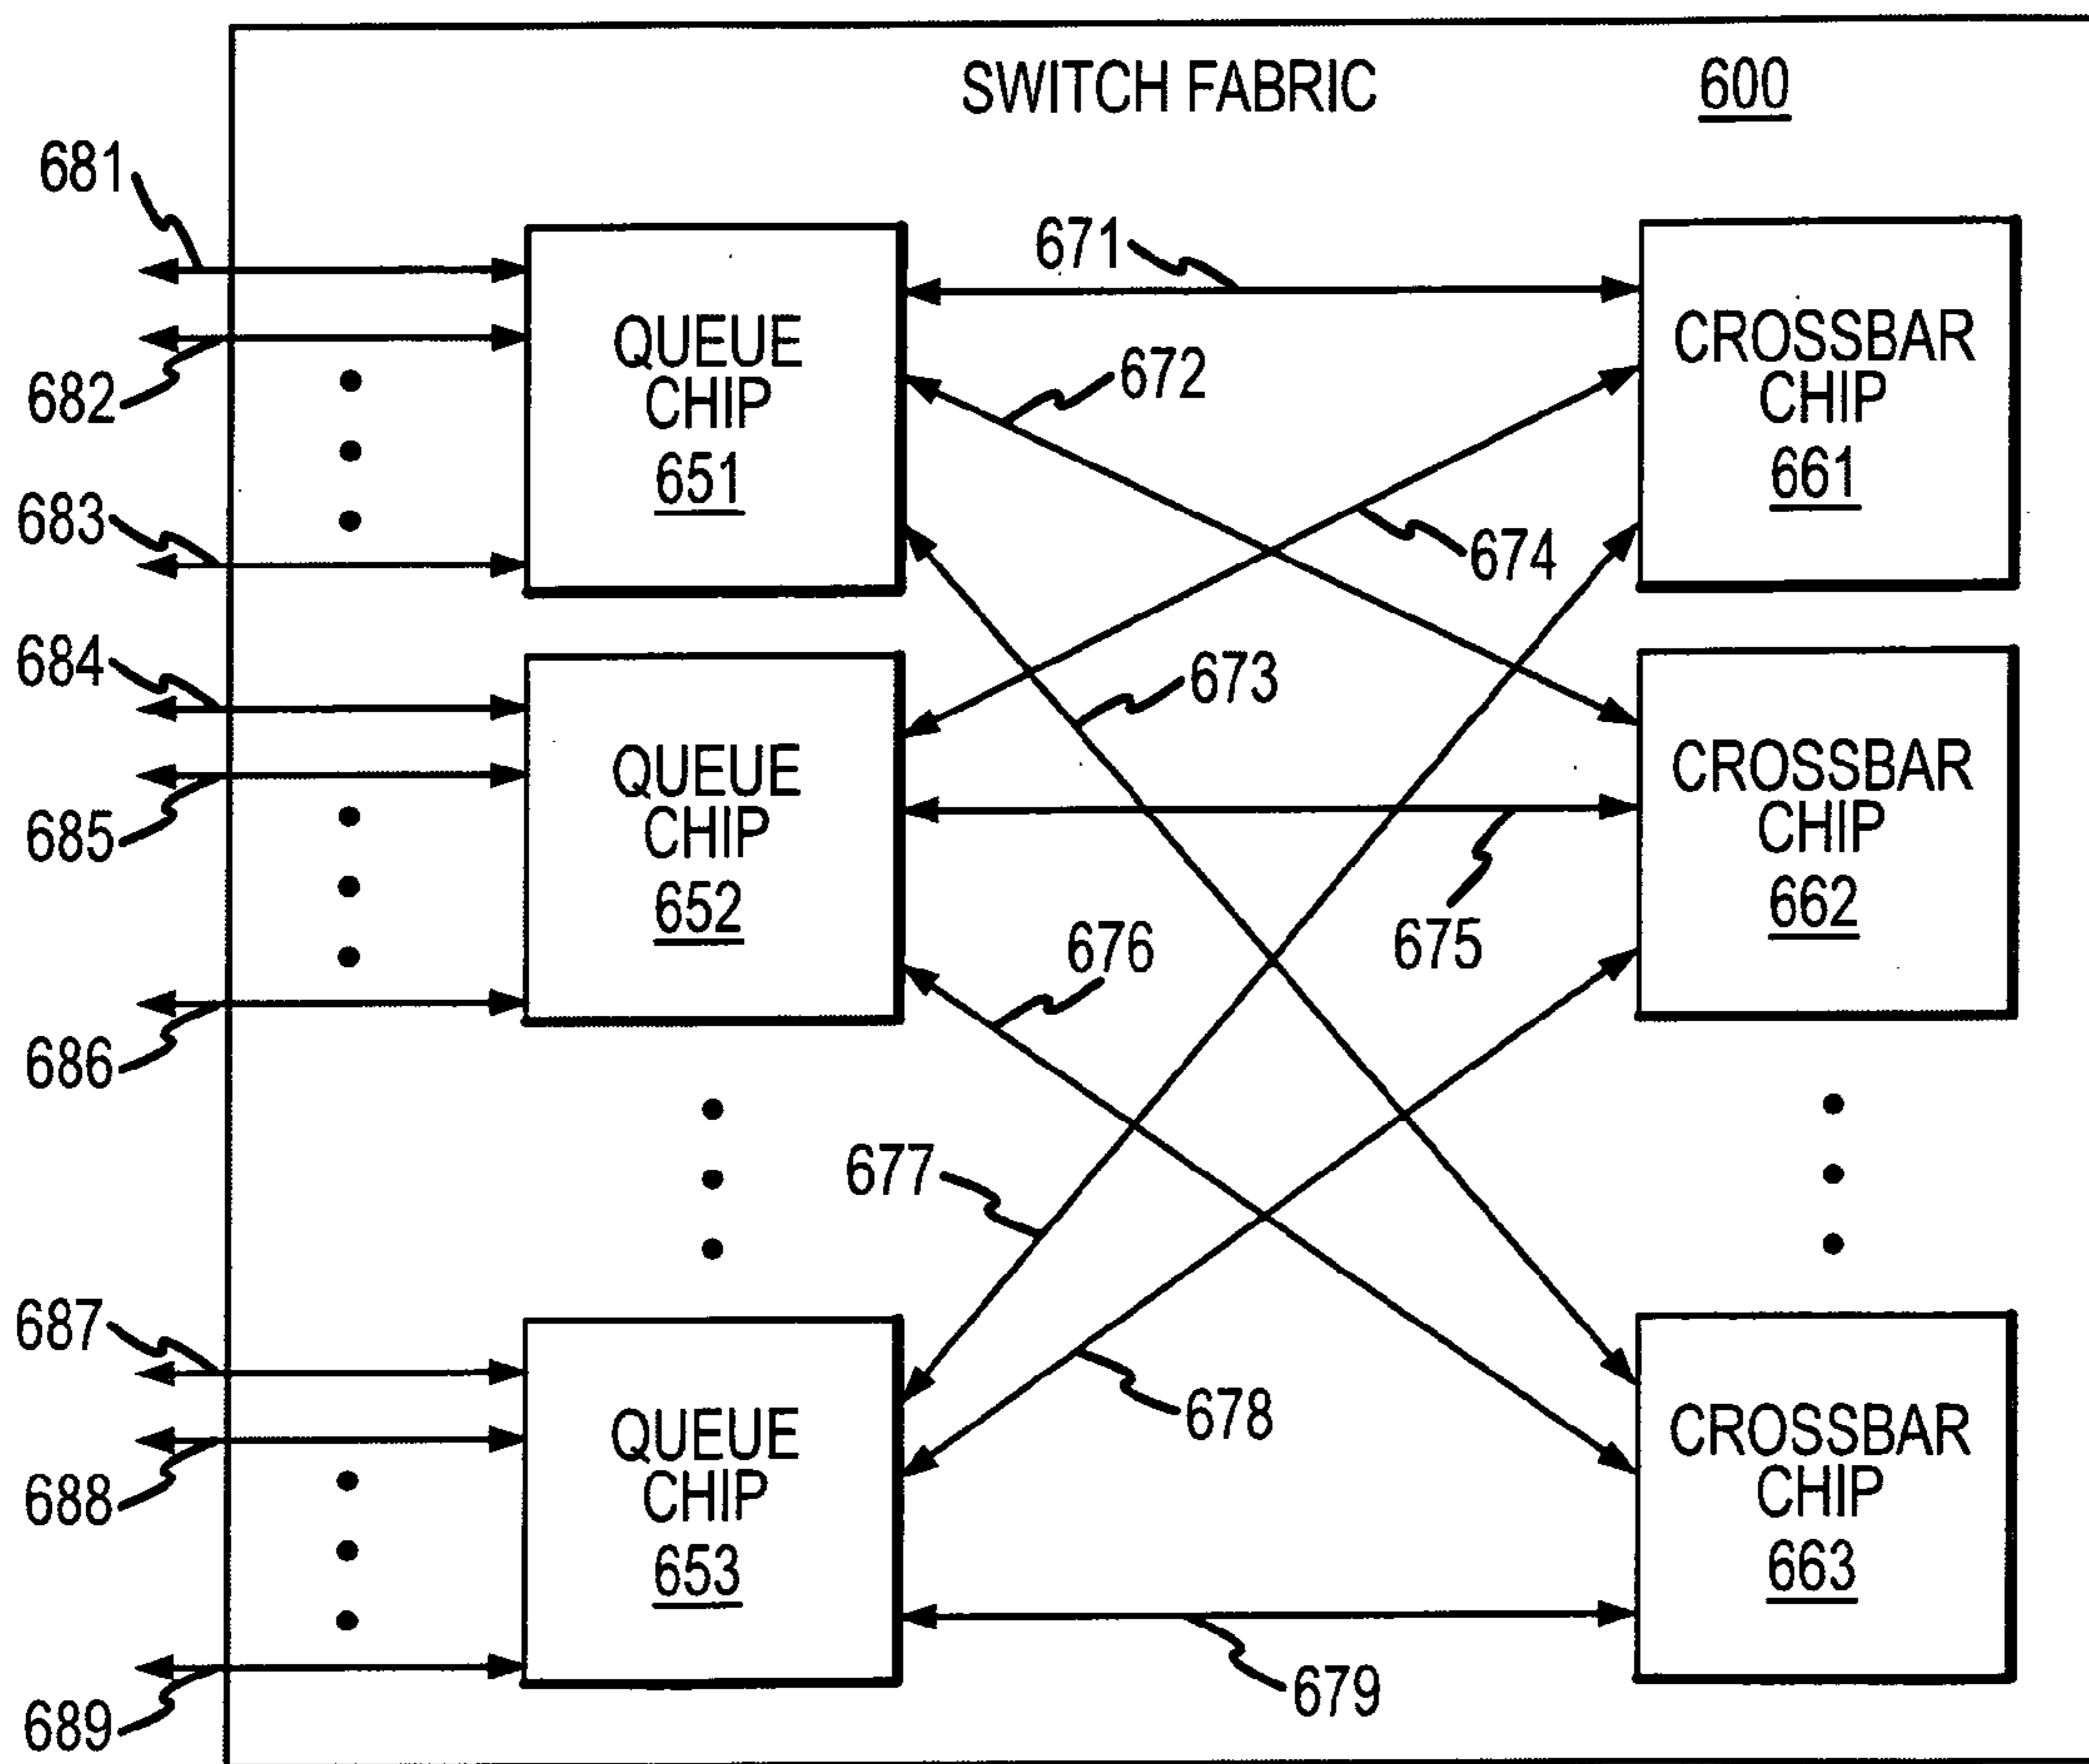 SWITCH FABRIC 600
681
671
QUEUE
CHIP
651
CROSSBAR
CHIP
661
682
672
683
674
684
673
QUEUE
CHIP
652
CROSSBAR
CHIP
662
685
676
675
686
677
687
678
QUEUE
CHIP
653
CROSSBAR
CHIP
663
688
679
689